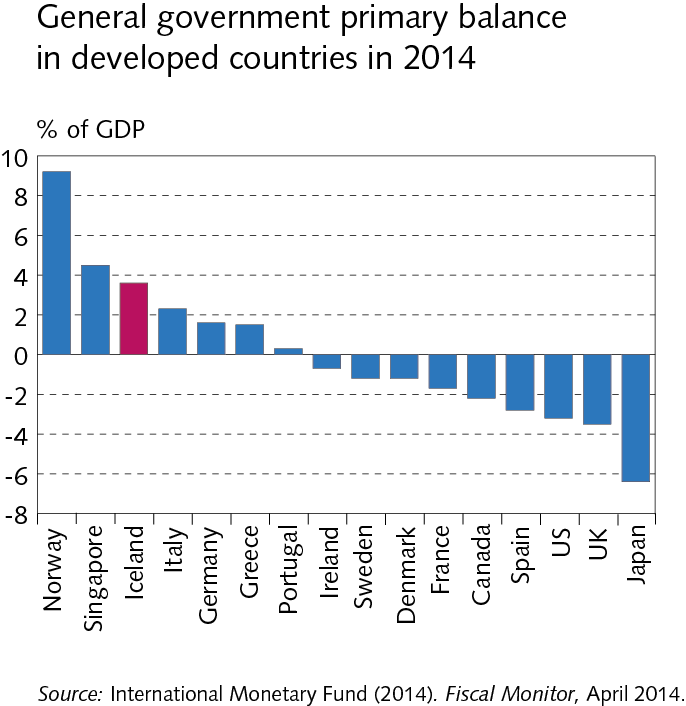 General government primary balance
in developed countries in 2014
% of GDP
10
8
6
4
2
0
-2
-4
-6
-8
Norway
Singapore
Iceland
Italy
Germany
Greece
Portugal
Ireland
Sweden
Denmark
France
Canada
Spain
US
UK
Japan
Source: International Monetary Fund (2014). Fiscal Monitor, April 2014.